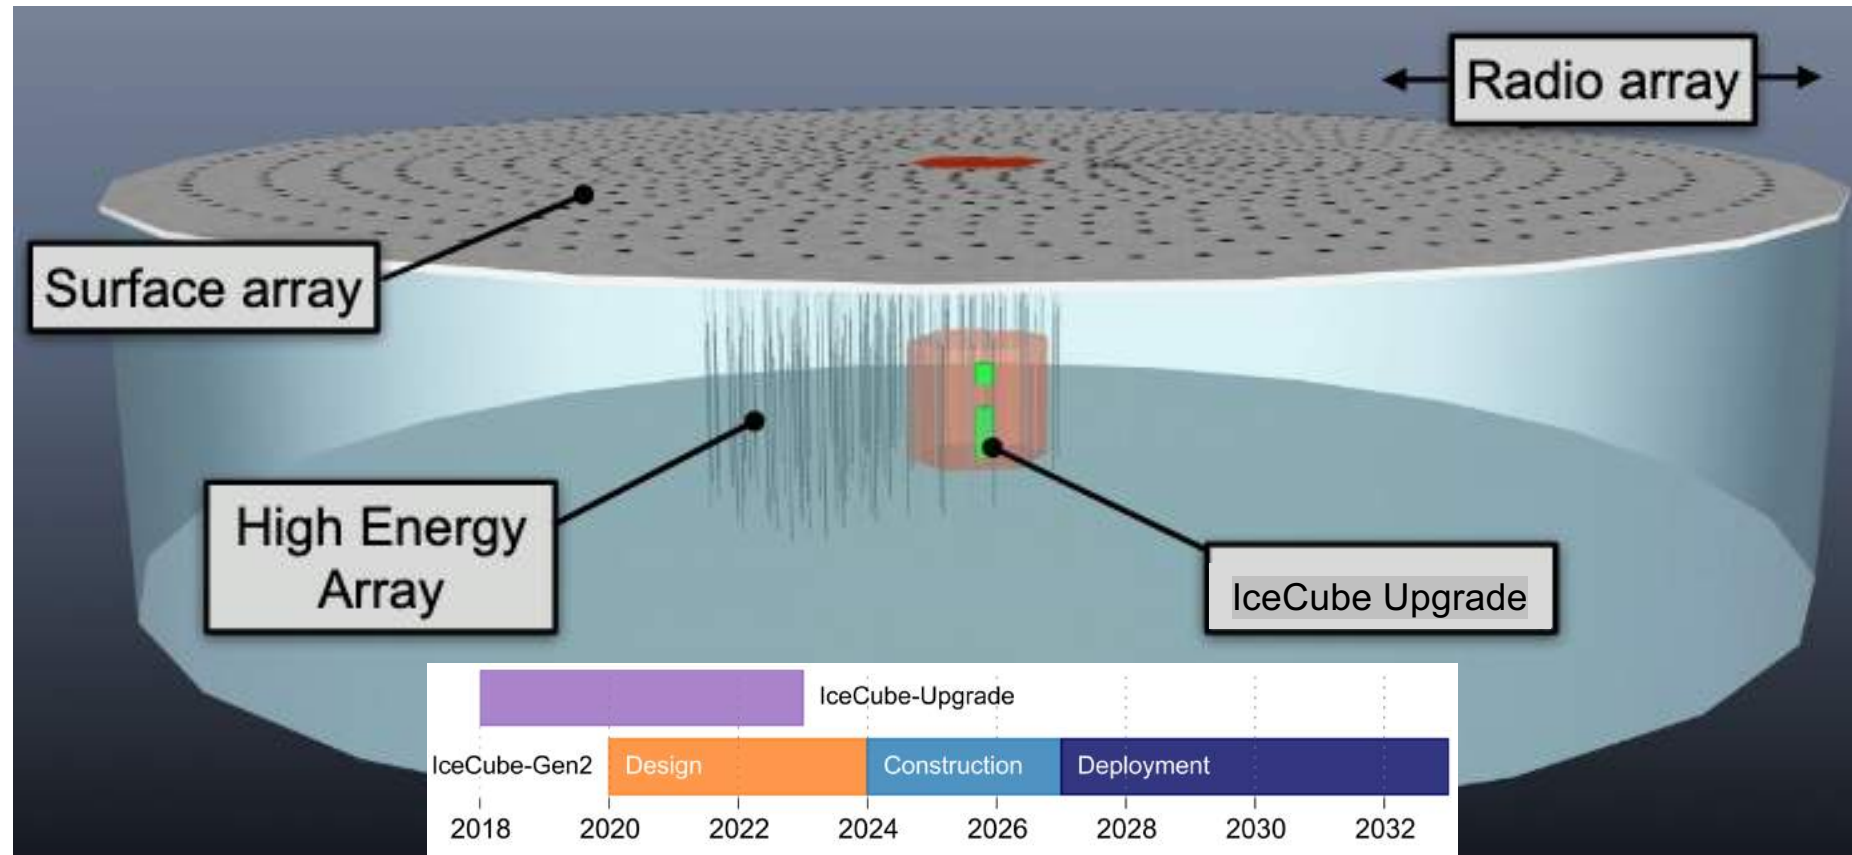 Radio array
Surface array
High Energy
Array
IceCube Upgrade
IceCube-Upgrade
IceCube-Gen2 Design Construction Deployment
2018 2020 2022 2024 2026 2028 2030 2032